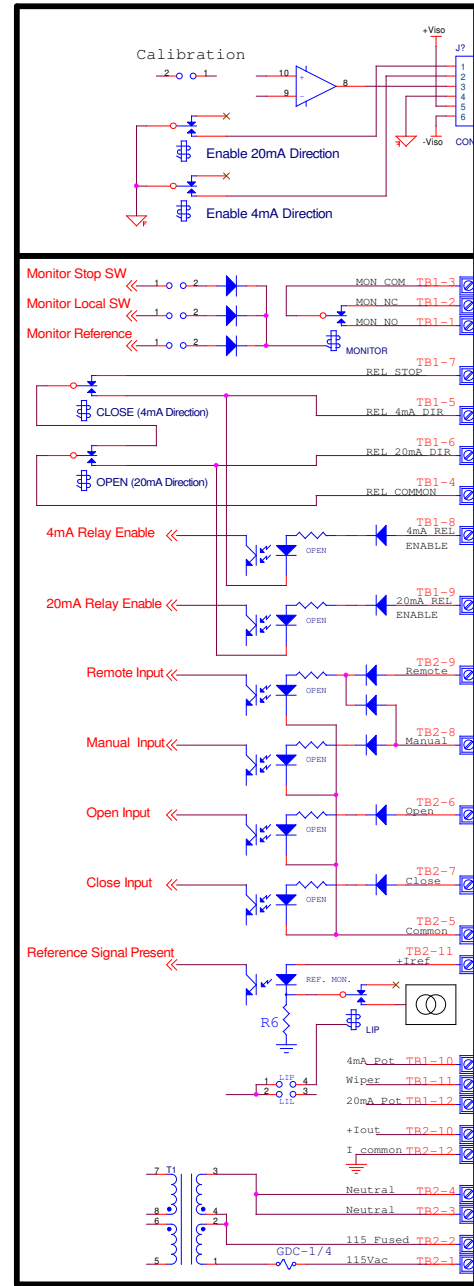 +Viso
Calibration
J?
2 1
10
+
8
9
-
1
2
3
4
5
6
F
-Viso
CON
Enable 20mA Direction
Enable 4mA Direction
F
Monitor Stop SW
1 2
MON COM TB1-3
Monitor Local SW
1 2
MON NC TB1-2
Monitor Reference
1 2
MON NO TB1-1
MONITOR
TB1-7
REL STOP
CLOSE (4mA Direction)
TB1-5
REL 4mA DIR
TB1-6
REL 20mA DIR
OPEN (20mA Direction)
TB1-4
REL COMMON
4mA Relay Enable
TB1-8
4mA REL
ENABLE
OPEN
20mA Relay Enable
TB1-9
20mA REL
ENABLE
OPEN
Remote Input
TB2-9
Remote
OPEN
Manual Input
TB2-8
Manual
OPEN
Open Input
TB2-6
Open
OPEN
Close Input
TB2-7
Close
OPEN
TB2-5
Common
Reference Signal Present
TB2-11
+Iref
REF. MON.
R6
LIP
4mA Pot TB1-10
1 LIP 4
2 LIL 3
Wiper TB1-11
20mA Pot TB1-12
+Iout TB2-10
I common TB2-12
7 T1 3
Neutral TB2-4
8 4
Neutral TB2-3
6 2
115 Fused TB2-2
GDC-1/4
5 1
115Vac TB2-1